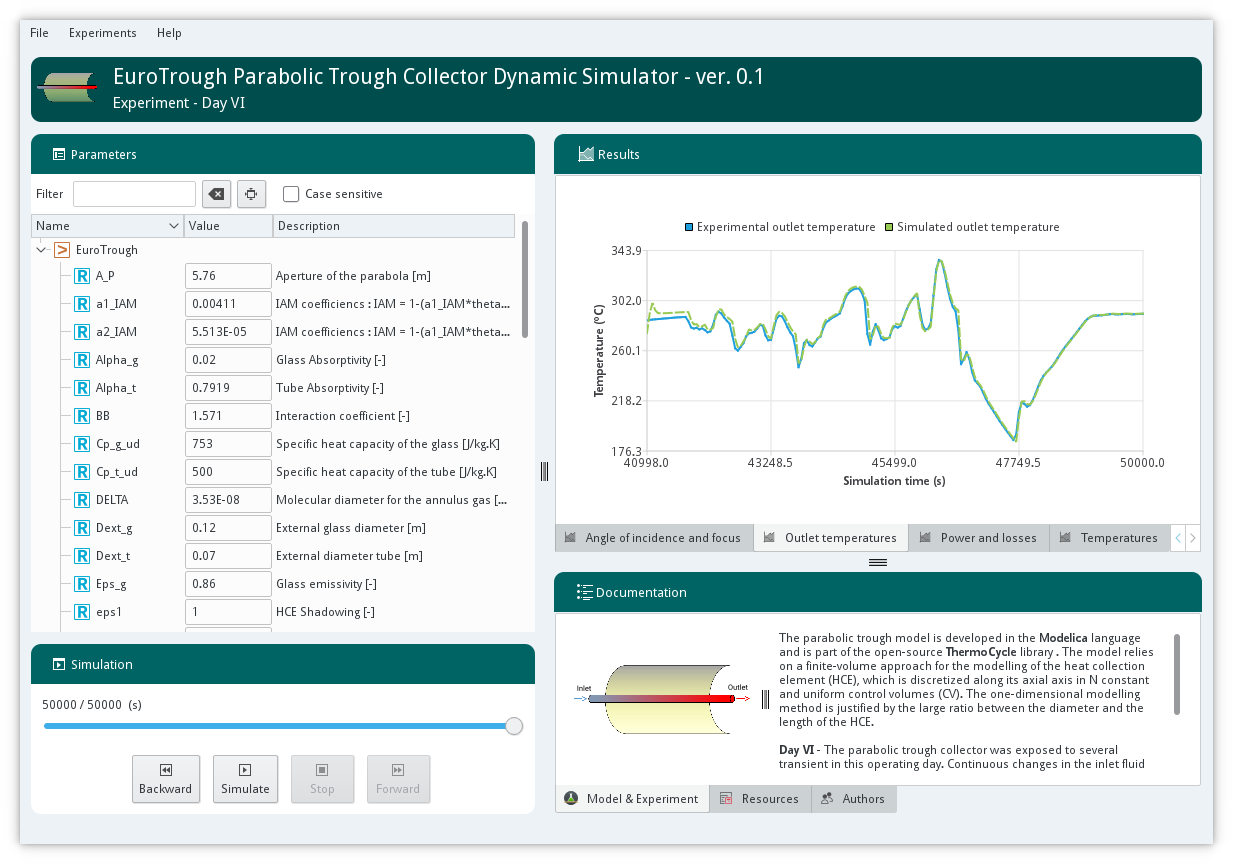 File Experiments Help
EuroTrough Parabolic Trough Collector Dynamic Simulator - ver. 0.1
Experiment - Day VI
Parameters
Filter Case sensitive
Name Value Description
EuroTrough
R A_P 5.76 Aperture of the parabola [m]
R a1_IAM 0.00411 IAM coefficiencs : IAM = 1-(a1_IAM*theta...
R a2_IAM 5.513E-05 IAM coefficiencs : IAM = 1-(a1_IAM*theta...
R Alpha_g 0.02 Glass Absorptivity [-]
R Alpha_t 0.7919 Tube Absorptivity [-]
R BB 1.571 Interaction coefficient [-]
R Cp_g_ud 753 Specific heat capacity of the glass [J/kg.K]
R Cp_t_ud 500 Specific heat capacity of the tube [J/kg.K]
R DELTA 3.53E-08 Molecular diameter for the annulus gas [...
R Dext_g 0.12 External glass diameter [m]
R Dext_t 0.07 External diameter tube [m]
R Eps_g 0.86 Glass emissivity [-]
R eps1 1 HCE Shadowing [-]
Simulation
50000 / 50000 (s)
Backward Simulate Stop Forward
Results
Experimental outlet temperature Simulated outlet temperature
Temperature (ºC)
343.9
302.0
260.1
218.2
176.3
40998.0 43248.5 45499.0 47749.5 50000.0
Simulation time (s)
Angle of incidence and focus Outlet temperatures Power and losses Temperatures
Documentation
Inlet Outlet
The parabolic trough model is developed in the Modelica language
and is part of the open-source ThermoCycle library . The model relies
on a finite-volume approach for the modelling of the heat collection
element (HCE), which is discretized along its axial axis in N constant
and uniform control volumes (CV). The one-dimensional modelling
method is justified by the large ratio between the diameter and the
length of the HCE.
Day VI - The parabolic trough collector was exposed to several
transient in this operating day. Continuous changes in the inlet fluid
Model & Experiment Resources Authors